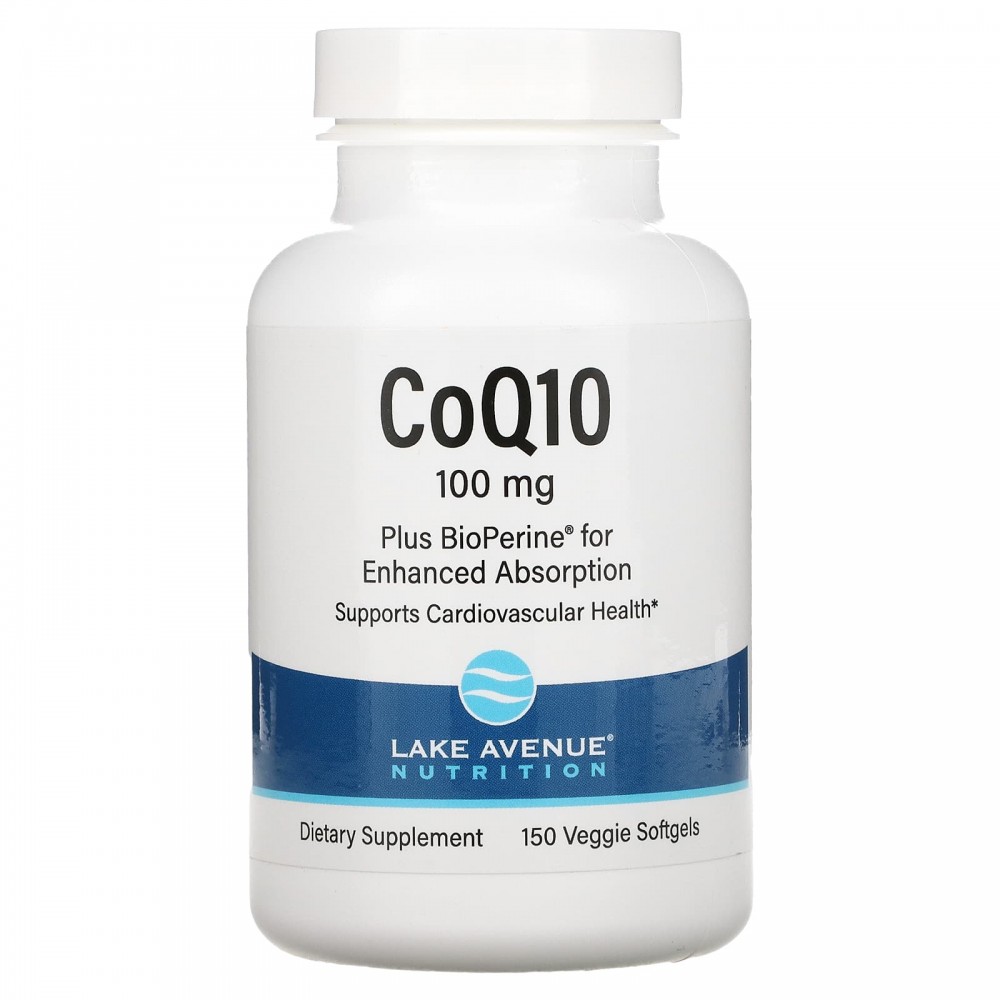 CoQ10
100 mg
Plus BioPerine® for
Enhanced Absorption
Supports Cardiovascular Health*
LAKE AVENUE®
NUTRITION
Dietary Supplement 150 Veggie Softgels